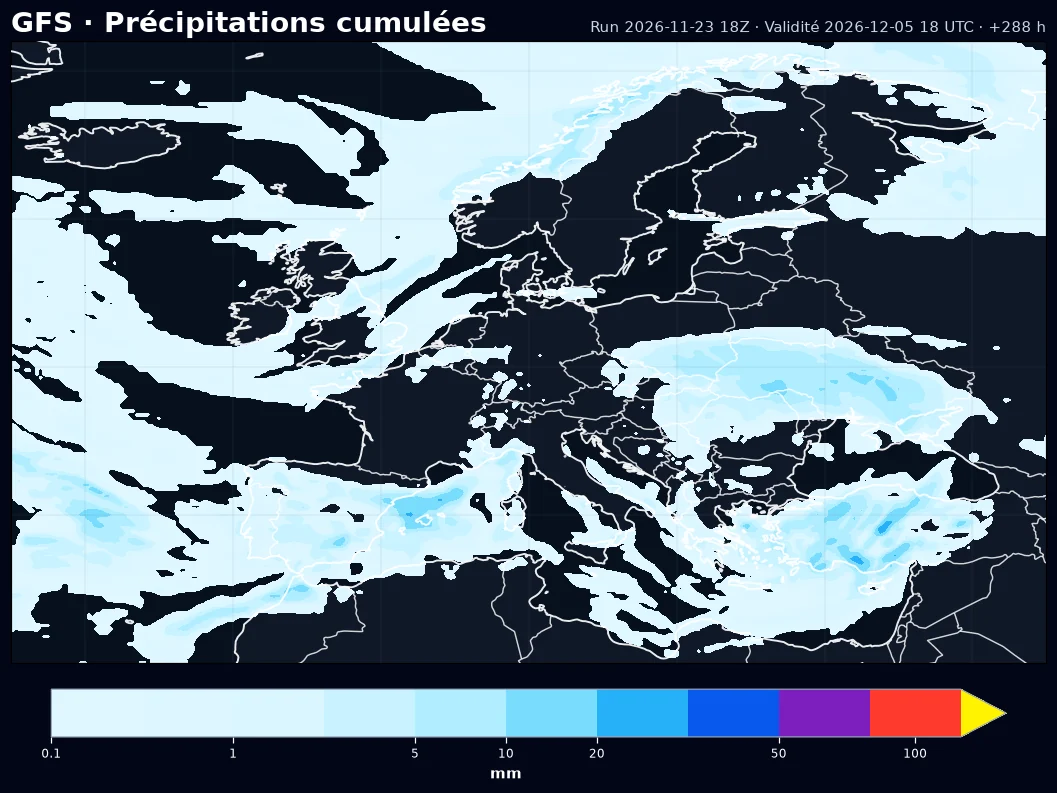 GFS · Précipitations cumulées
Run 2026-11-23 18Z · Validité 2026-12-05 18 UTC · +288 h
0.1 1 5 10 20 50 100
mm